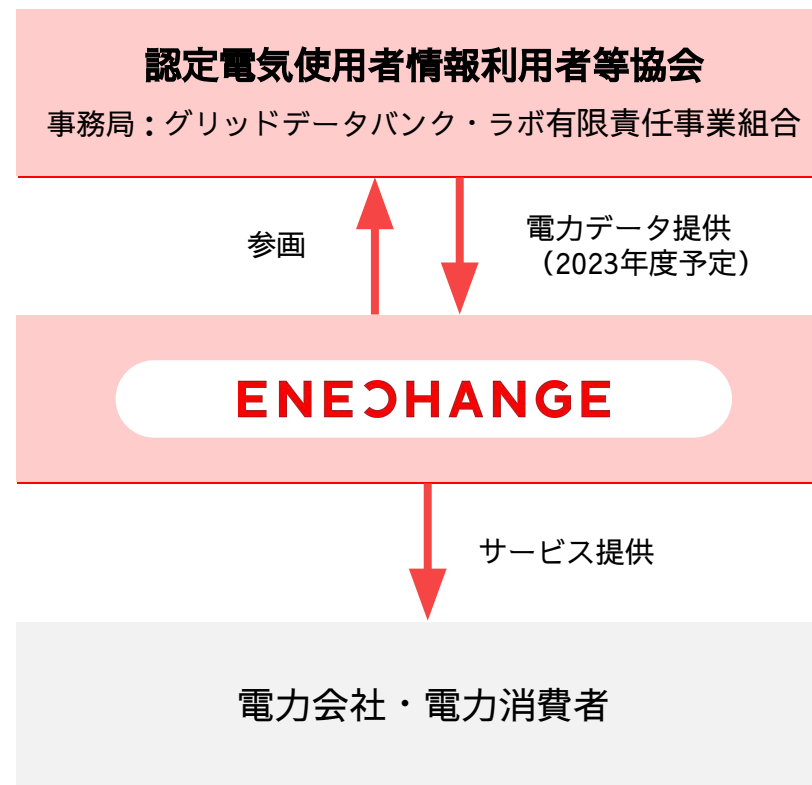 認定電気使用者情報利用者等協会
事務局：グリッドデータバンク・ラボ有限責任事業組合
参画
電力データ提供
（2023年度予定）
ENECHANGE
サービス提供
電力会社・電力消費者